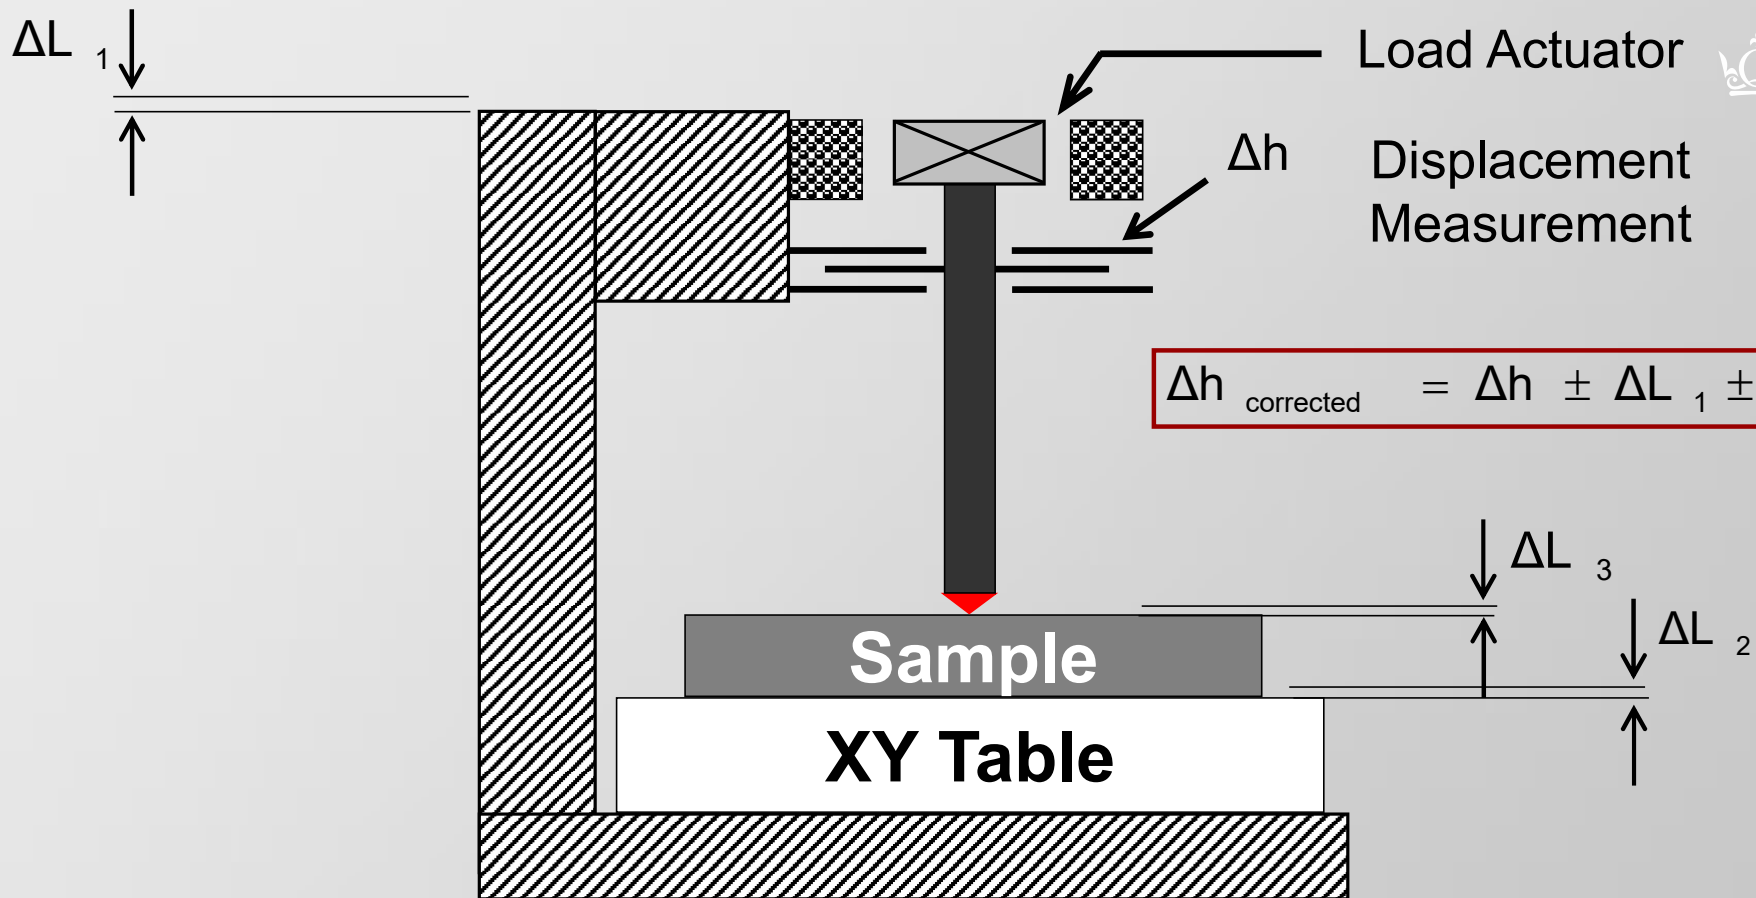 ΔL 1
Load Actuator
Δh
Displacement
Measurement
Δh corrected = Δh ± ΔL 1 ±
ΔL 3
ΔL 2
Sample
XY Table